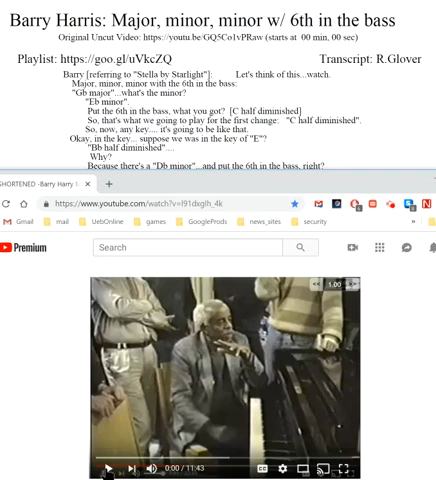 Barry Harris: Major, minor, minor w/ 6th in the bass
Original Uncut Video: https://youtu.be/GQ5Co1vPRaw (starts at  00 min, 00 sec)
Playlist: https://goo.gl/uVkcZQ Transcript: R.Glover
Barry [referring to "Stella by Starlight"]: Let's think of this...watch.
Major, minor, minor with the 6th in the bass:
"Gb major"...what's the minor?
"Eb minor".
Put the 6th in the bass, what you got?  [C half diminished]
So, that's what we going to play for the first change:   "C half diminished".
So, now, any key.... it's going to be like that.
Okay, in the key... suppose we was in the key of "E"?
"Bb half diminished"....
Why?
Because there's a "Db minor"...and put the 6th in the bass, right?
SHORTENED -Barry Harry
https://www.youtube.com/watch?v=l91dxglh_4k
Gmail mail UebOnline games GoogleProds news_sites security »
Premium Search
<< 1.00 >>
0:00 / 11:43 CC